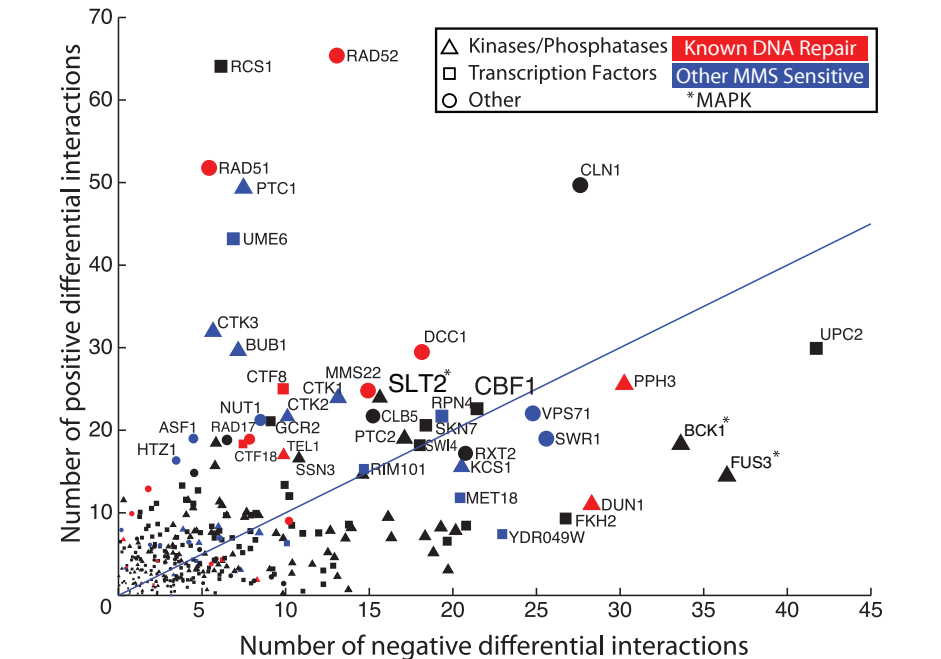 70
60
50
40
30
20
10
0
5
10
15
20
25
30
35
40
45
Number of positive differential interactions
Number of negative differential interactions
Kinases/Phosphatases
Known DNA Repair
Transcription Factors
Other MMS Sensitive
Other
*MAPK
RCS1
RAD52
RAD51
PTC1
CLN1
UME6
CTK3
BUB1
DCC1
UPC2
CTF8
MMS22
CTK1
SLT2*
CBF1
PPH3
NUT1
CTK2
RPN4
CLB5
VPS71
ASF1
RAD17
GCR2
PTC2
SKN7
SWI4
SWR1
BCK1*
HTZ1
CTF18
TEL1
SSN3
RIM101
RXT2
KCS1
FUS3*
MET18
DUN1
FKH2
YDR049W